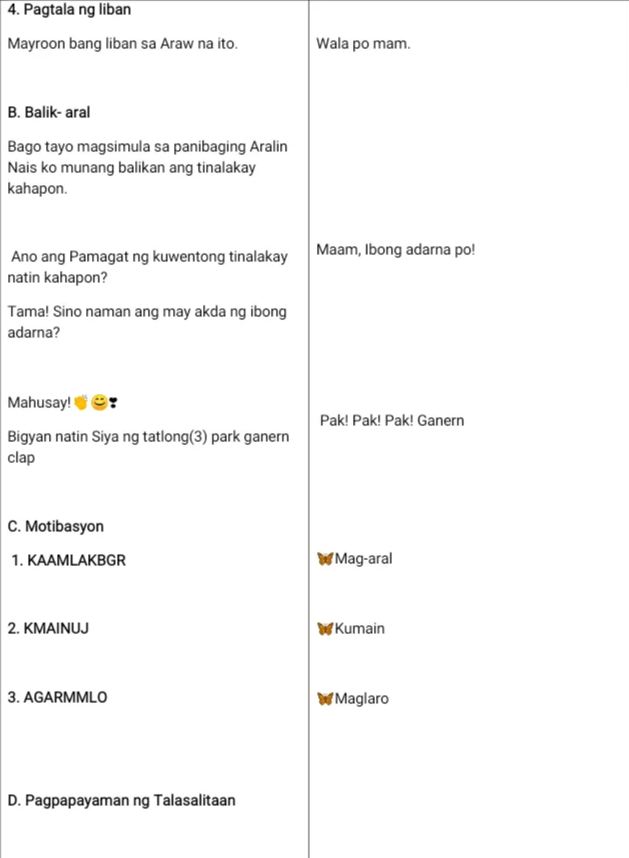 4. Pagtala ng liban
Mayroon bang liban sa Araw na ito.
Wala po mam.
B. Balik- aral
Bago tayo magsimula sa panibaging Aralin
Nais ko munang balikan ang tinalakay
kahapon.
Ano ang Pamagat ng kuwentong tinalakay
natin kahapon?
Maam, Ibong adarna po!
Tama! Sino naman ang may akda ng ibong
adarna?
Mahusay!👏😊❣
Bigyan natin Siya ng tatlong(3) park ganern
clap
Pak! Pak! Pak! Ganern
C. Motibasyon
1. KAAMLAKBGR
🦋Mag-aral
2. KMAINUJ
🦋Kumain
3. AGARMMLO
🦋Maglaro
D. Pagpapayaman ng Talasalitaan